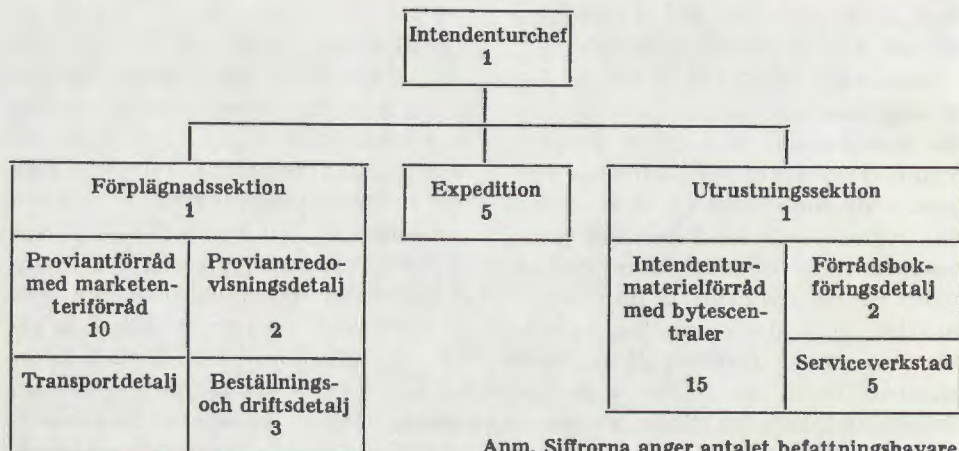 Intendenturchef
1
Förplägnadssektion
1
Proviantförråd
med marketen-
teriförråd
10
Proviantredo-
visningsdetalj
2
Transportdetalj
Beställnings-
och driftsdetalj
3
Expedition
5
Utrustningssektion
1
Intendentur-
materielförråd
med bytescen-
traler
15
Förrådsbok-
föringsdetalj
2
Serviceverkstad
5
Anm. Siffrorna anger antalet befattningshavare